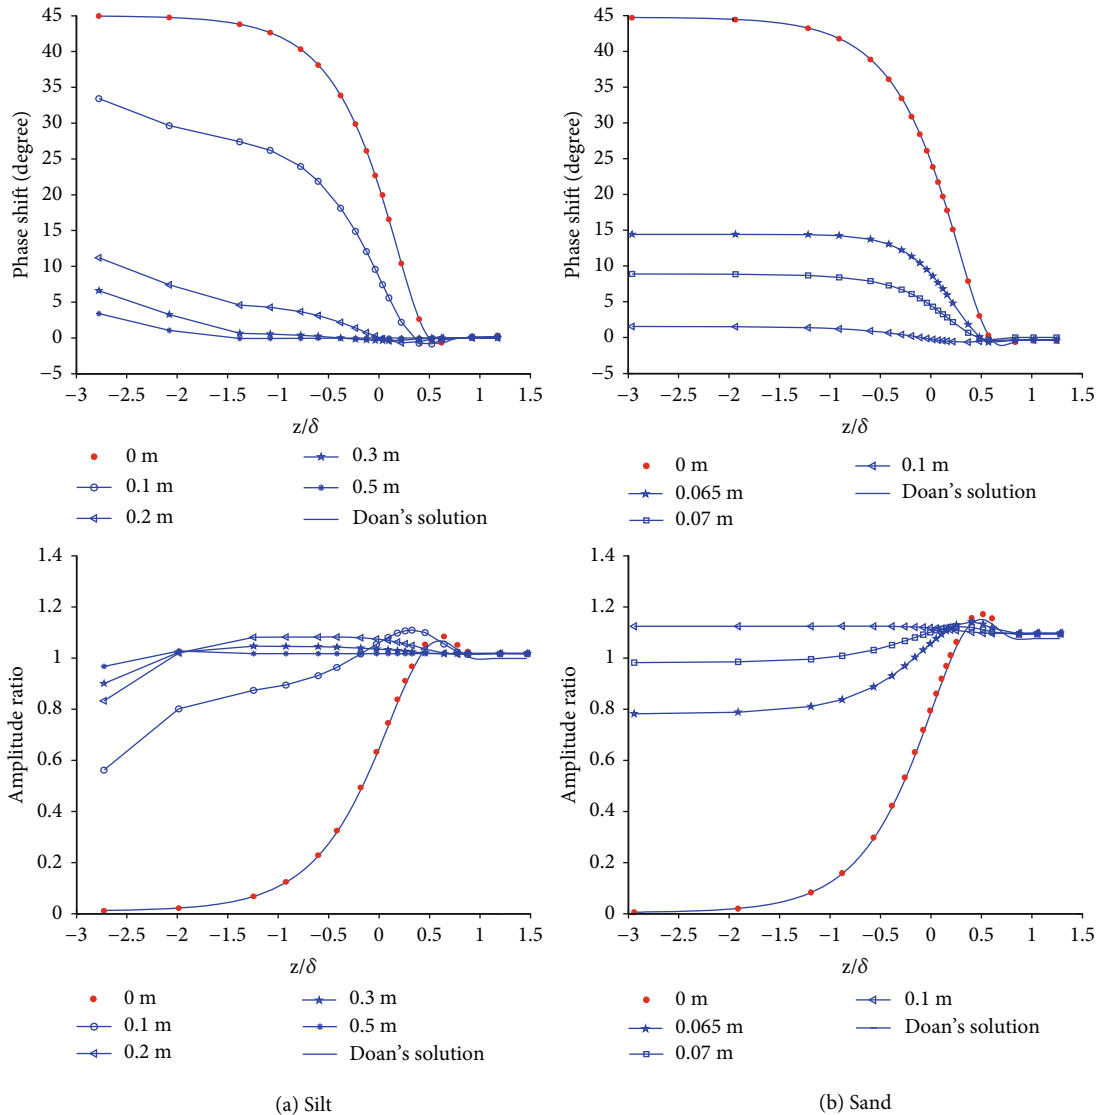 45
40
35
30
25
20
15
10
5
0
−5
Phase shift (degree)
−3 −2.5 −2 −1.5 −1 −0.5 0 0.5 1 1.5
z/δ
0 m
0.1 m
0.2 m
0.3 m
0.5 m
Doan's solution
45
40
35
30
25
20
15
10
5
0
−5
Phase shift (degree)
−3 −2.5 −2 −1.5 −1 −0.5 0 0.5 1 1.5
z/δ
0 m
0.065 m
0.07 m
0.1 m
Doan's solution
1.4
1.2
1
0.8
0.6
0.4
0.2
0
Amplitude ratio
−3 −2.5 −2 −1.5 −1 −0.5 0 0.5 1 1.5
z/δ
0 m
0.1 m
0.2 m
0.3 m
0.5 m
Doan's solution
(a) Silt
1.4
1.2
1
0.8
0.6
0.4
0.2
0
Amplitude ratio
−3 −2.5 −2 −1.5 −1 −0.5 0 0.5 1 1.5
z/δ
0 m
0.065 m
0.07 m
0.1 m
Doan's solution
(b) Sand